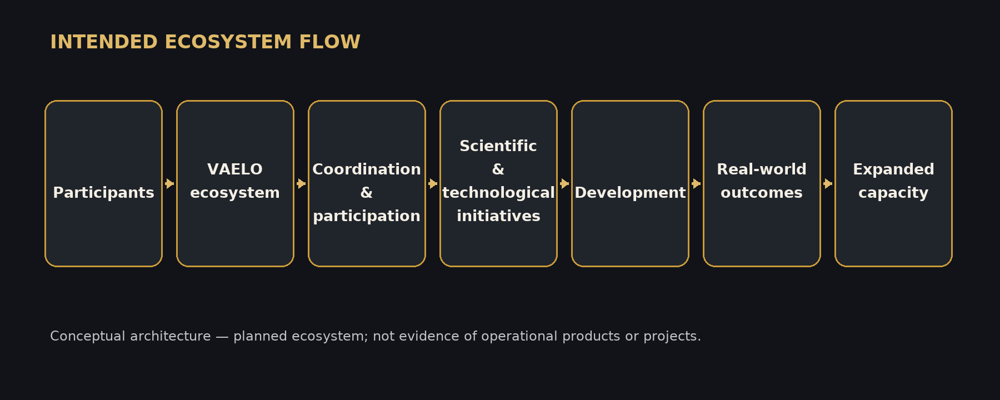 INTENDED ECOSYSTEM FLOW
Participants
VAELO
ecosystem
Coordination
&
participation
Scientific
&
technological
initiatives
Development
Real-world
outcomes
Expanded
capacity
Conceptual architecture — planned ecosystem; not evidence of operational products or projects.